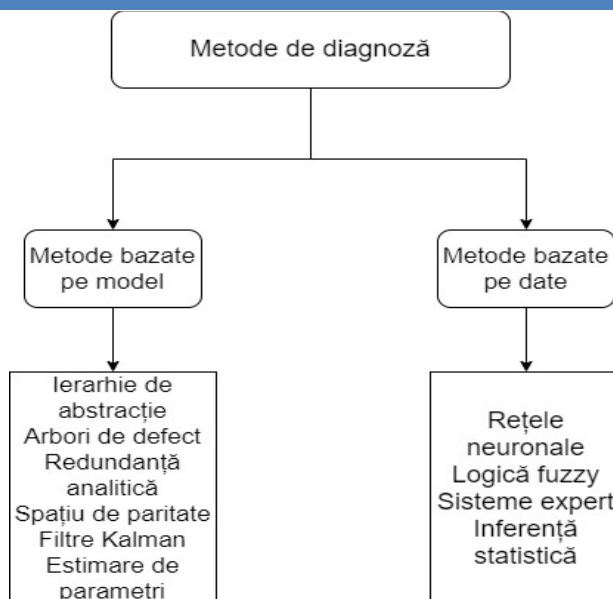 Metode de diagnoză
Metode bazate
pe model
Metode bazate
pe date
Ierarhie de
abstracție
Arbori de defect
Redundanță
analitică
Spațiu de paritate
Filtre Kalman
Estimare de
parametri
Rețele
neuronale
Logică fuzzy
Sisteme expert
Inferență
statistică